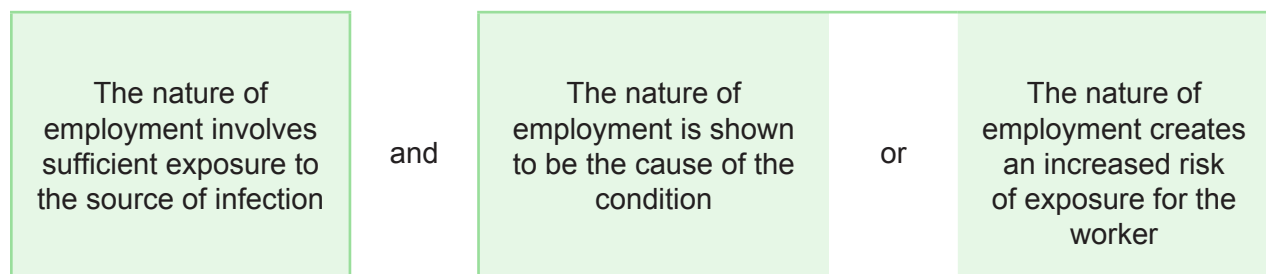 The nature of
employment involves
sufficient exposure to
the source of infection
and
The nature of
employment is shown
to be the cause of the
condition
or
The nature of
employment creates
an increased risk
of exposure for the
worker